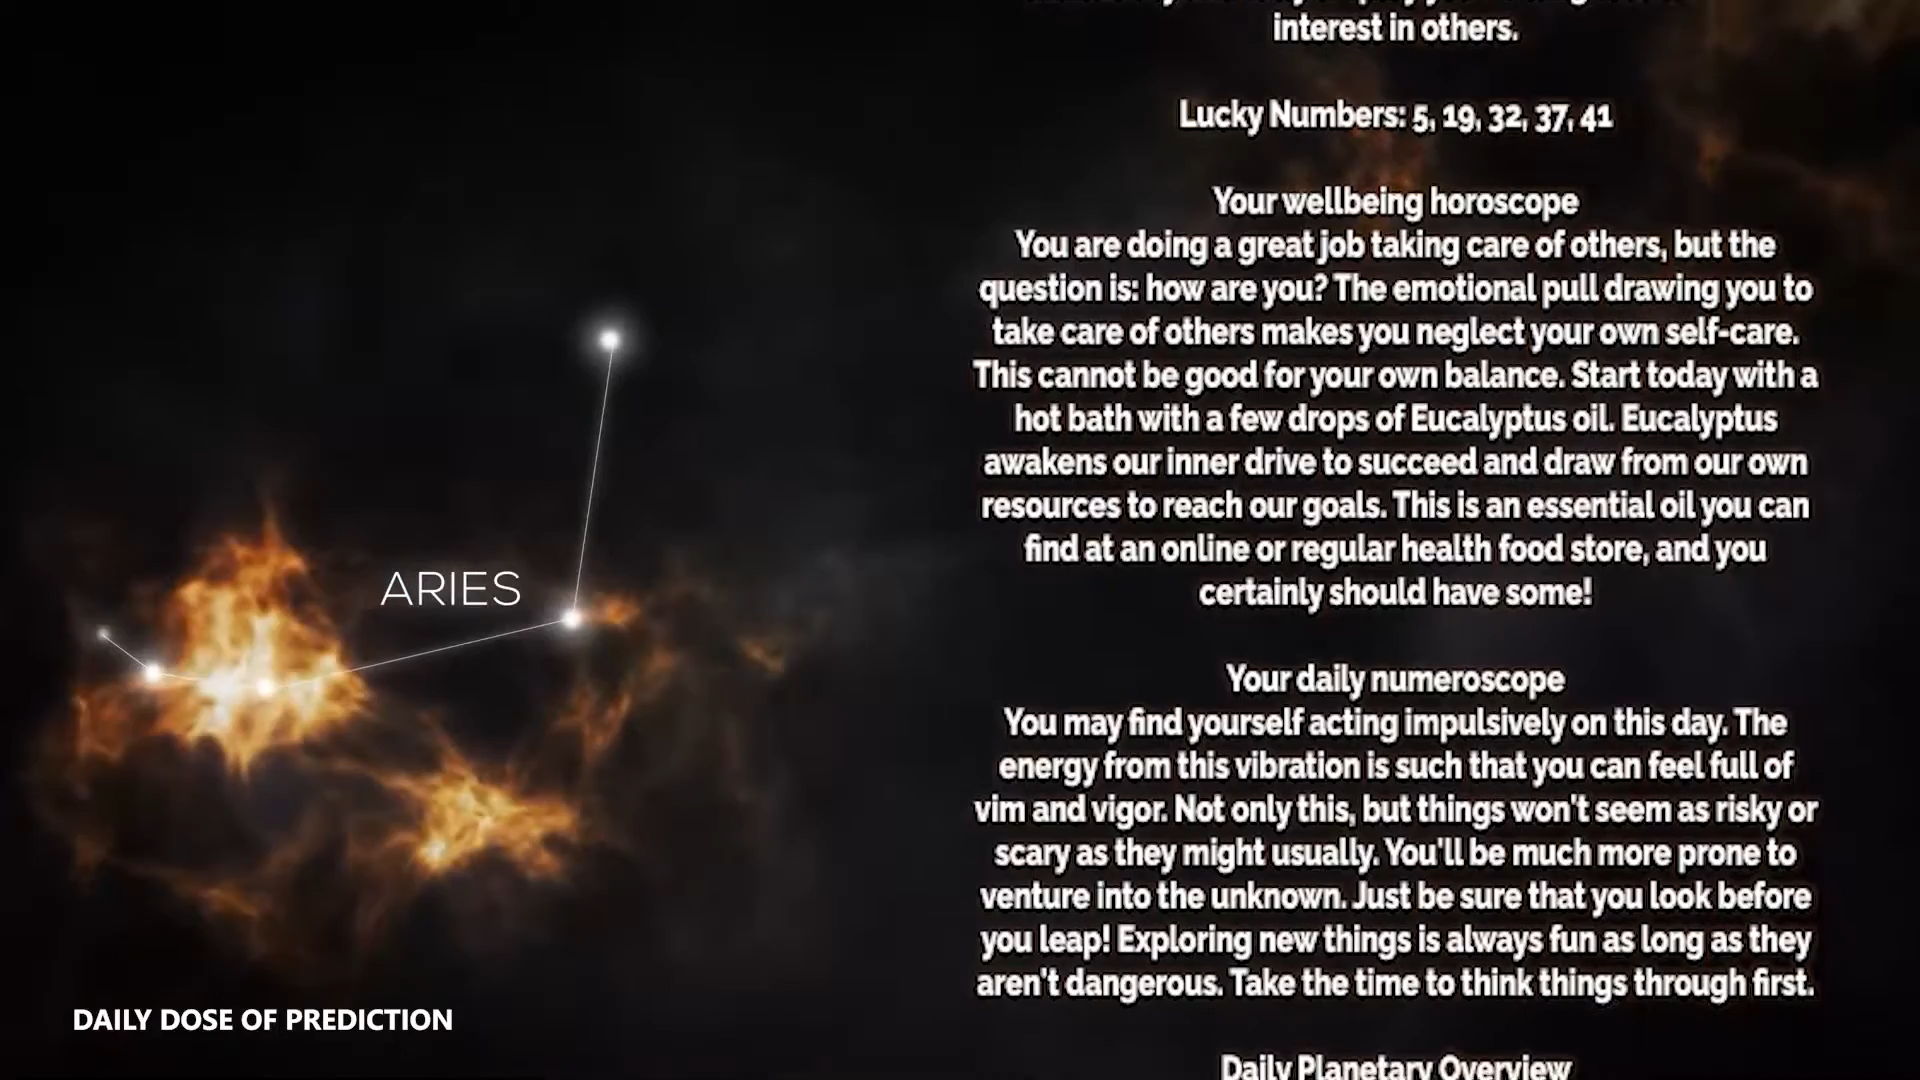 interest in others.
Lucky Numbers: 5, 19, 32, 37, 41
Your wellbeing horoscope
You are doing a great job taking care of others, but the
question is: how are you? The emotional pull drawing you to
take care of others makes you neglect your own self-care.
This cannot be good for your own balance. Start today with a
hot bath with a few drops of Eucalyptus oil. Eucalyptus
awakens our inner drive to succeed and draw from our own
resources to reach our goals. This is an essential oil you can
find at an online or regular health food store, and you
certainly should have some!
Your daily numeroscope
You may find yourself acting impulsively on this day. The
energy from this vibration is such that you can feel full of
vim and vigor. Not only this, but things won't seem as risky or
scary as they might usually. You'll be much more prone to
venture into the unknown. Just be sure that you look before
you leap! Exploring new things is always fun as long as they
aren't dangerous. Take the time to think things through first.
Daily Planetary Overview
ARIES
DAILY DOSE OF PREDICTION